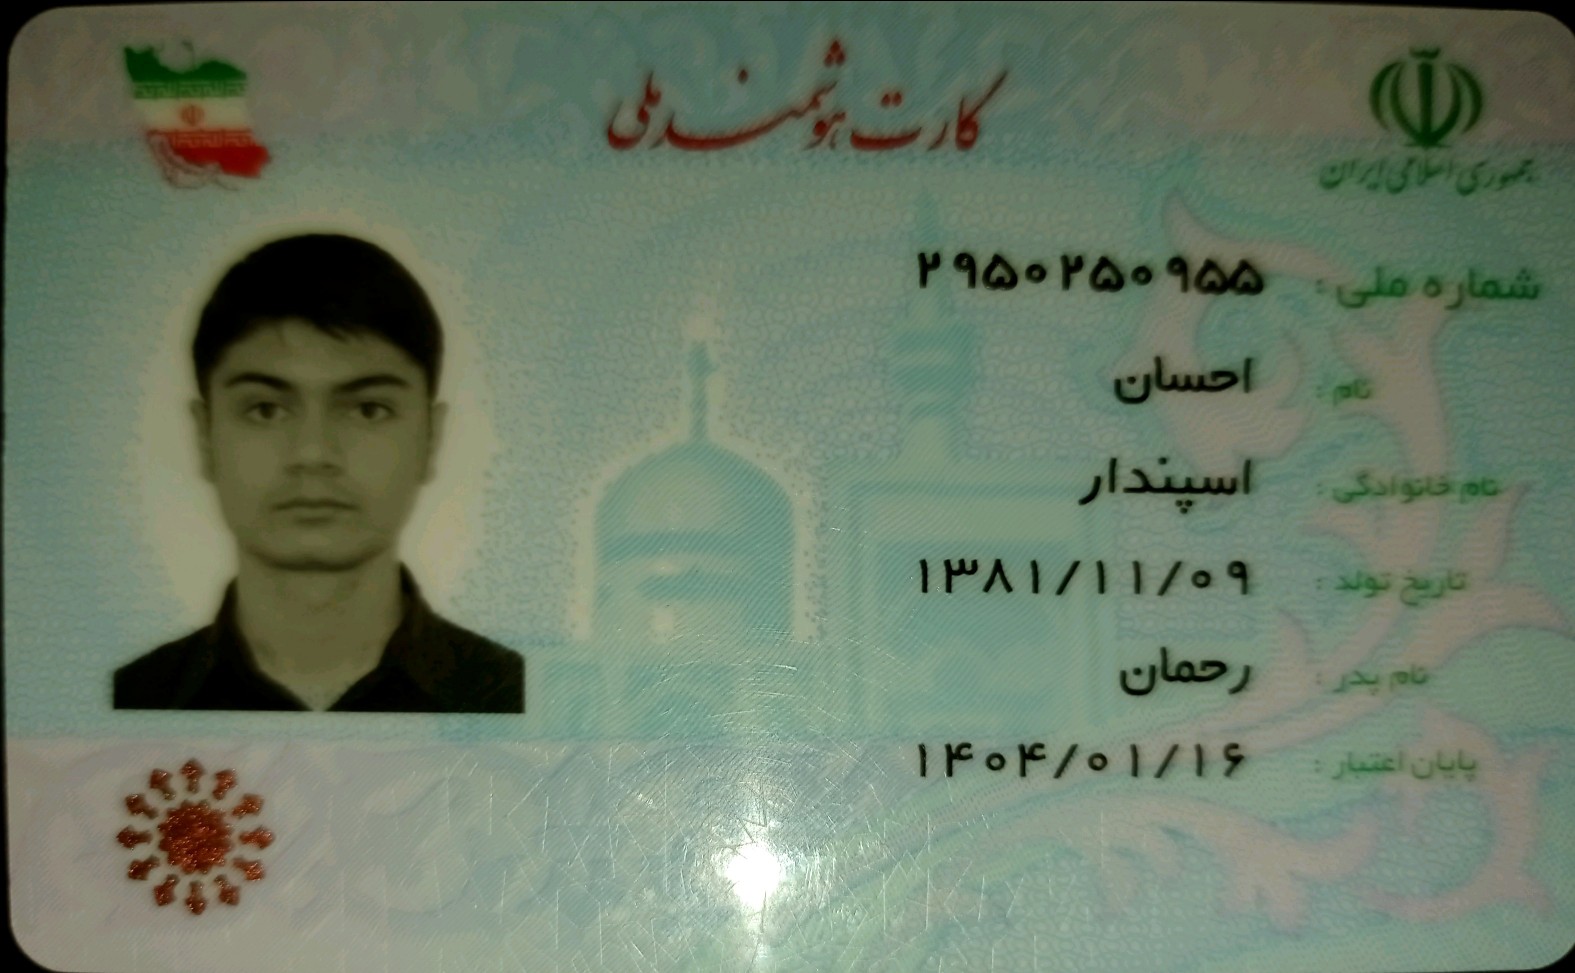 کارت هوشمند ملی
جمهوری اسلامی ایران
شماره ملی : ۲۹۵۰۲۵۰۹۵۵
نام : احسان
نام خانوادگی : اسپندار
تاریخ تولد : ۱۳۸۱/۱۱/۰۹
نام پدر : رحمان
پایان اعتبار : ۱۴۰۴/۰۱/۱۶